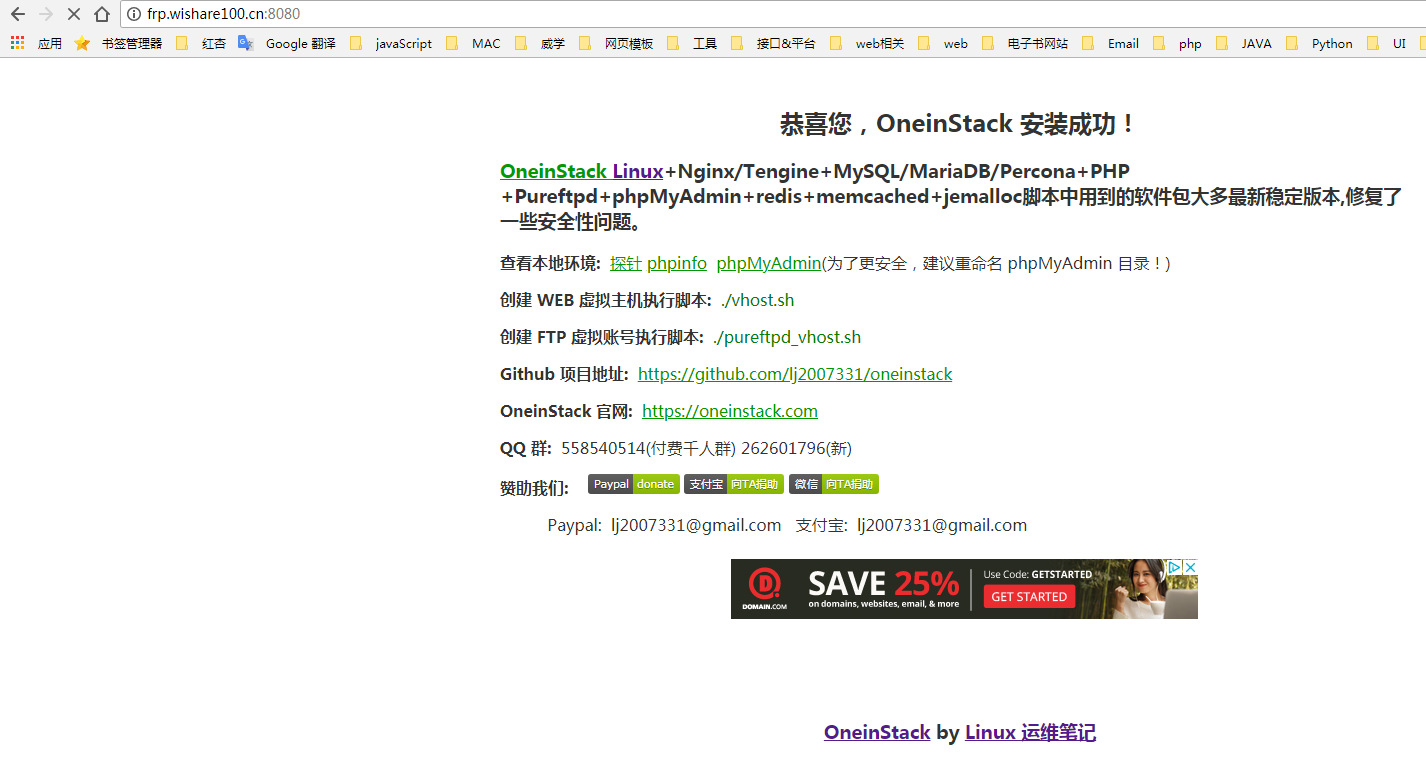 frp.wishare100.cn:8080
应用 书签管理器 红杏 Google 翻译 javaScript MAC 威学 网页模板 工具 接口&平台 web相关 web 电子书网站 Email php JAVA Python UI
恭喜您，OneinStack 安装成功！
OneinStack Linux+Nginx/Tengine+MySQL/MariaDB/Percona+PHP
+Pureftpd+phpMyAdmin+redis+memcached+jemalloc脚本中用到的软件包大多最新稳定版本,修复了
一些安全性问题。
查看本地环境: 探针 phpinfo phpMyAdmin(为了更安全，建议重命名 phpMyAdmin 目录！)
创建 WEB 虚拟主机执行脚本: ./vhost.sh
创建 FTP 虚拟账号执行脚本: ./pureftpd_vhost.sh
Github 项目地址: https://github.com/lj2007331/oneinstack
OneinStack 官网: https://oneinstack.com
QQ 群: 558540514(付费千人群) 262601796(新)
赞助我们: Paypal donate 支付宝 向TA捐助 微信 向TA捐助
Paypal: lj2007331@gmail.com 支付宝: lj2007331@gmail.com
D
DOMAIN.COM
SAVE 25%
on domains, websites, email, & more
Use Code: GETSTARTED
GET STARTED
OneinStack by Linux 运维笔记